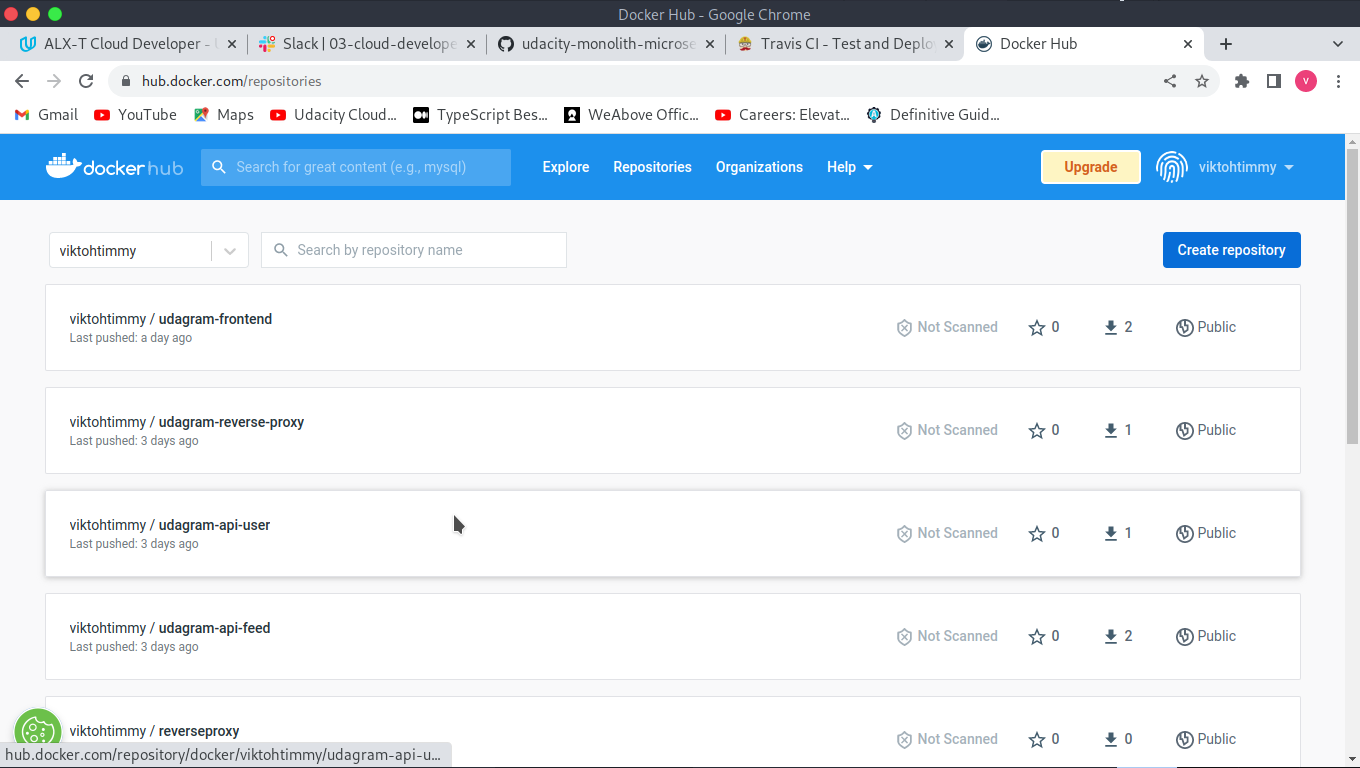 Docker Hub - Google Chrome
ALX-T Cloud Developer -
Slack | 03-cloud-develope
udacity-monolith-microse
Travis CI - Test and Deplo
Docker Hub
hub.docker.com/repositories
V
Gmail
YouTube
Maps
Udacity Cloud...
TypeScript Bes...
WeAbove Offic...
Careers: Elevat...
Definitive Guid...
docker hub
Search for great content (e.g., mysql)
Explore
Repositories
Organizations
Help
Upgrade
viktohtimmy
viktohtimmy
Search by repository name
Create repository
viktohtimmy / udagram-frontend
Last pushed: a day ago
Not Scanned
0
2
Public
viktohtimmy / udagram-reverse-proxy
Last pushed: 3 days ago
Not Scanned
0
1
Public
viktohtimmy / udagram-api-user
Last pushed: 3 days ago
Not Scanned
0
1
Public
viktohtimmy / udagram-api-feed
Last pushed: 3 days ago
Not Scanned
0
2
Public
viktohtimmy / reverseproxy
Not Scanned
0
0
Public
hub.docker.com/repository/docker/viktohtimmy/udagram-api-u...